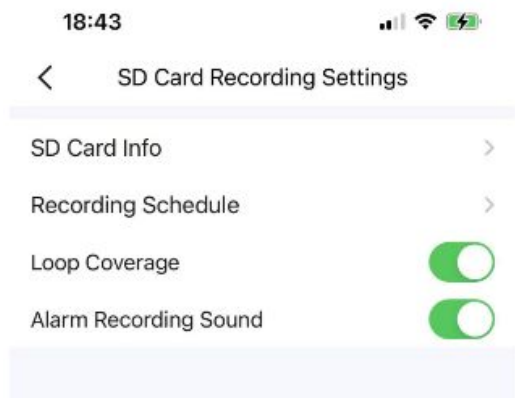 18:43
SD Card Recording Settings
SD Card Info
Recording Schedule
Loop Coverage
Alarm Recording Sound